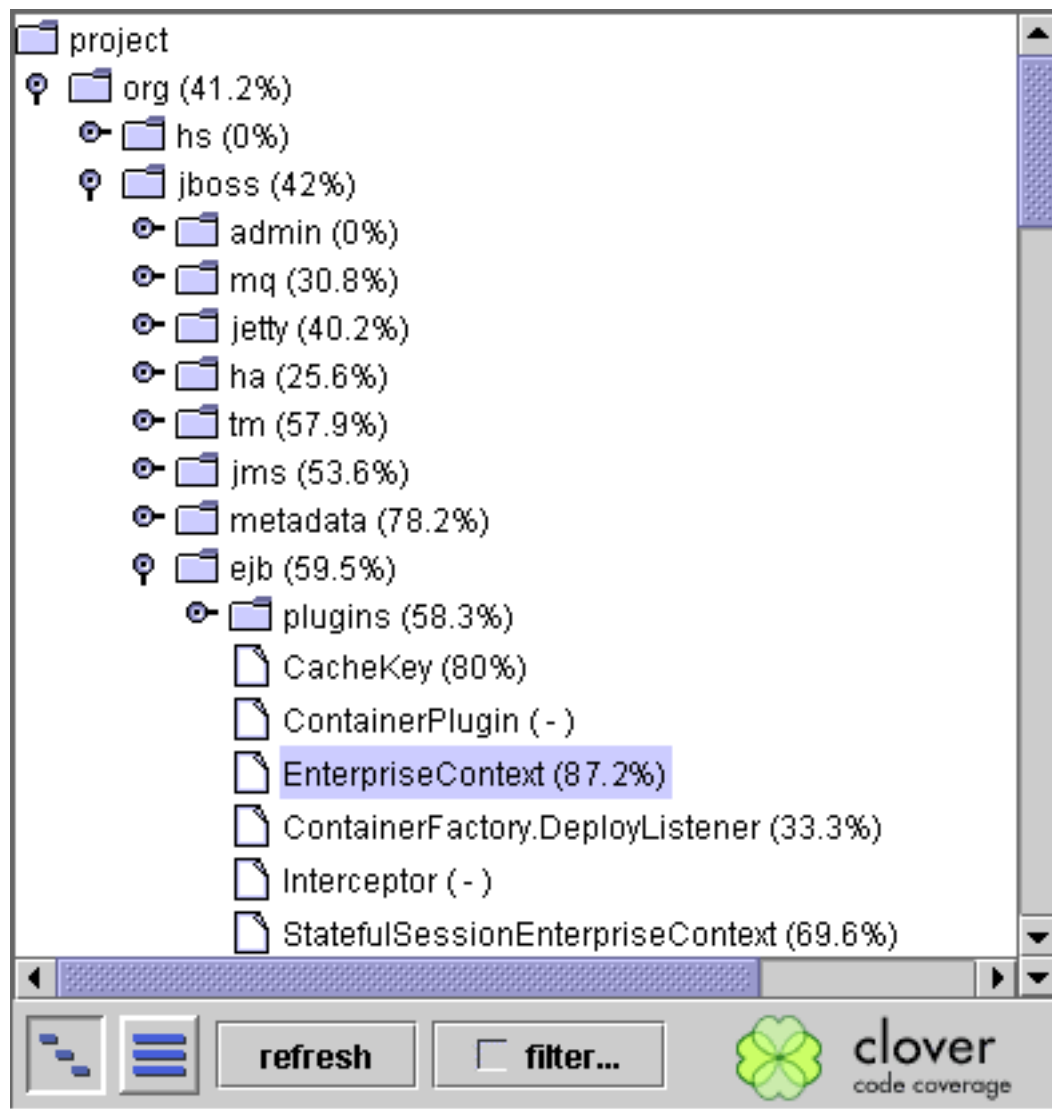 project
org (41.2%)
hs (0%)
jboss (42%)
admin (0%)
mq (30.8%)
jetty (40.2%)
ha (25.6%)
tm (57.9%)
jms (53.6%)
metadata (78.2%)
ejb (59.5%)
plugins (58.3%)
CacheKey (80%)
ContainerPlugin ( - )
EnterpriseContext (87.2%)
ContainerFactory.DeployListener (33.3%)
Interceptor ( - )
StatefulSessionEnterpriseContext (69.6%)
refresh
filter...
clover
code coverage